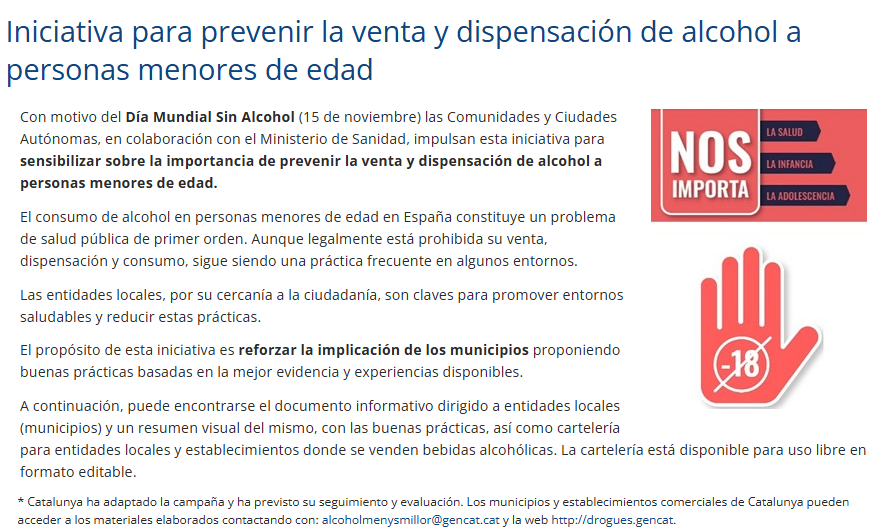 Iniciativa para prevenir la venta y dispensación de alcohol a
personas menores de edad
Con motivo del Día Mundial Sin Alcohol (15 de noviembre) las Comunidades y Ciudades
Autónomas, en colaboración con el Ministerio de Sanidad, impulsan esta iniciativa para
sensibilizar sobre la importancia de prevenir la venta y dispensación de alcohol a
personas menores de edad.
El consumo de alcohol en personas menores de edad en España constituye un problema
de salud pública de primer orden. Aunque legalmente está prohibida su venta,
dispensación y consumo, sigue siendo una práctica frecuente en algunos entornos.
Las entidades locales, por su cercanía a la ciudadanía, son claves para promover entornos
saludables y reducir estas prácticas.
El propósito de esta iniciativa es reforzar la implicación de los municipios proponiendo
buenas prácticas basadas en la mejor evidencia y experiencias disponibles.
A continuación, puede encontrarse el documento informativo dirigido a entidades locales
(municipios) y un resumen visual del mismo, con las buenas prácticas, así como cartelería
para entidades locales y establecimientos donde se venden bebidas alcohólicas. La cartelería está disponible para uso libre en
formato editable.
* Catalunya ha adaptado la campaña y ha previsto su seguimiento y evaluación. Los municipios y establecimientos comerciales de Catalunya pueden
acceder a los materiales elaborados contactando con: alcoholmenysmillor@gencat.cat y la web http://drogues.gencat.
NOS
IMPORTA
LA SALUD
LA INFANCIA
LA ADOLESCENCIA
-18